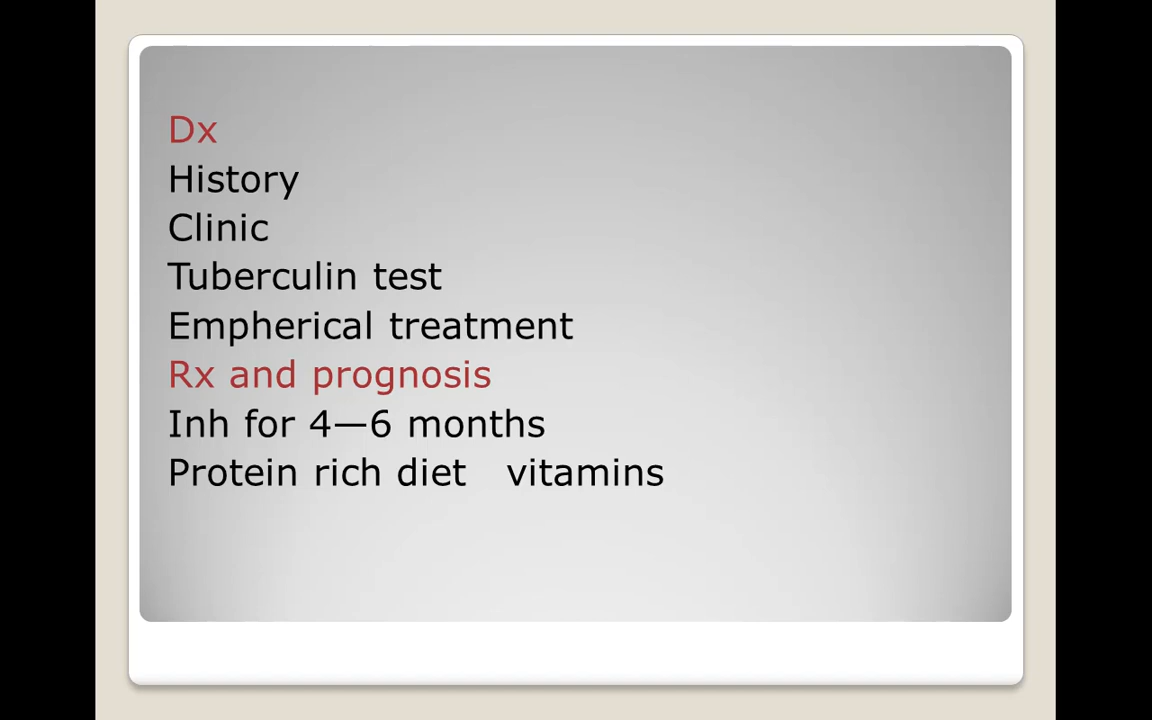 Dx
History
Clinic
Tuberculin test
Empherical treatment
Rx and prognosis
Inh for 4—6 months
Protein rich diet   vitamins